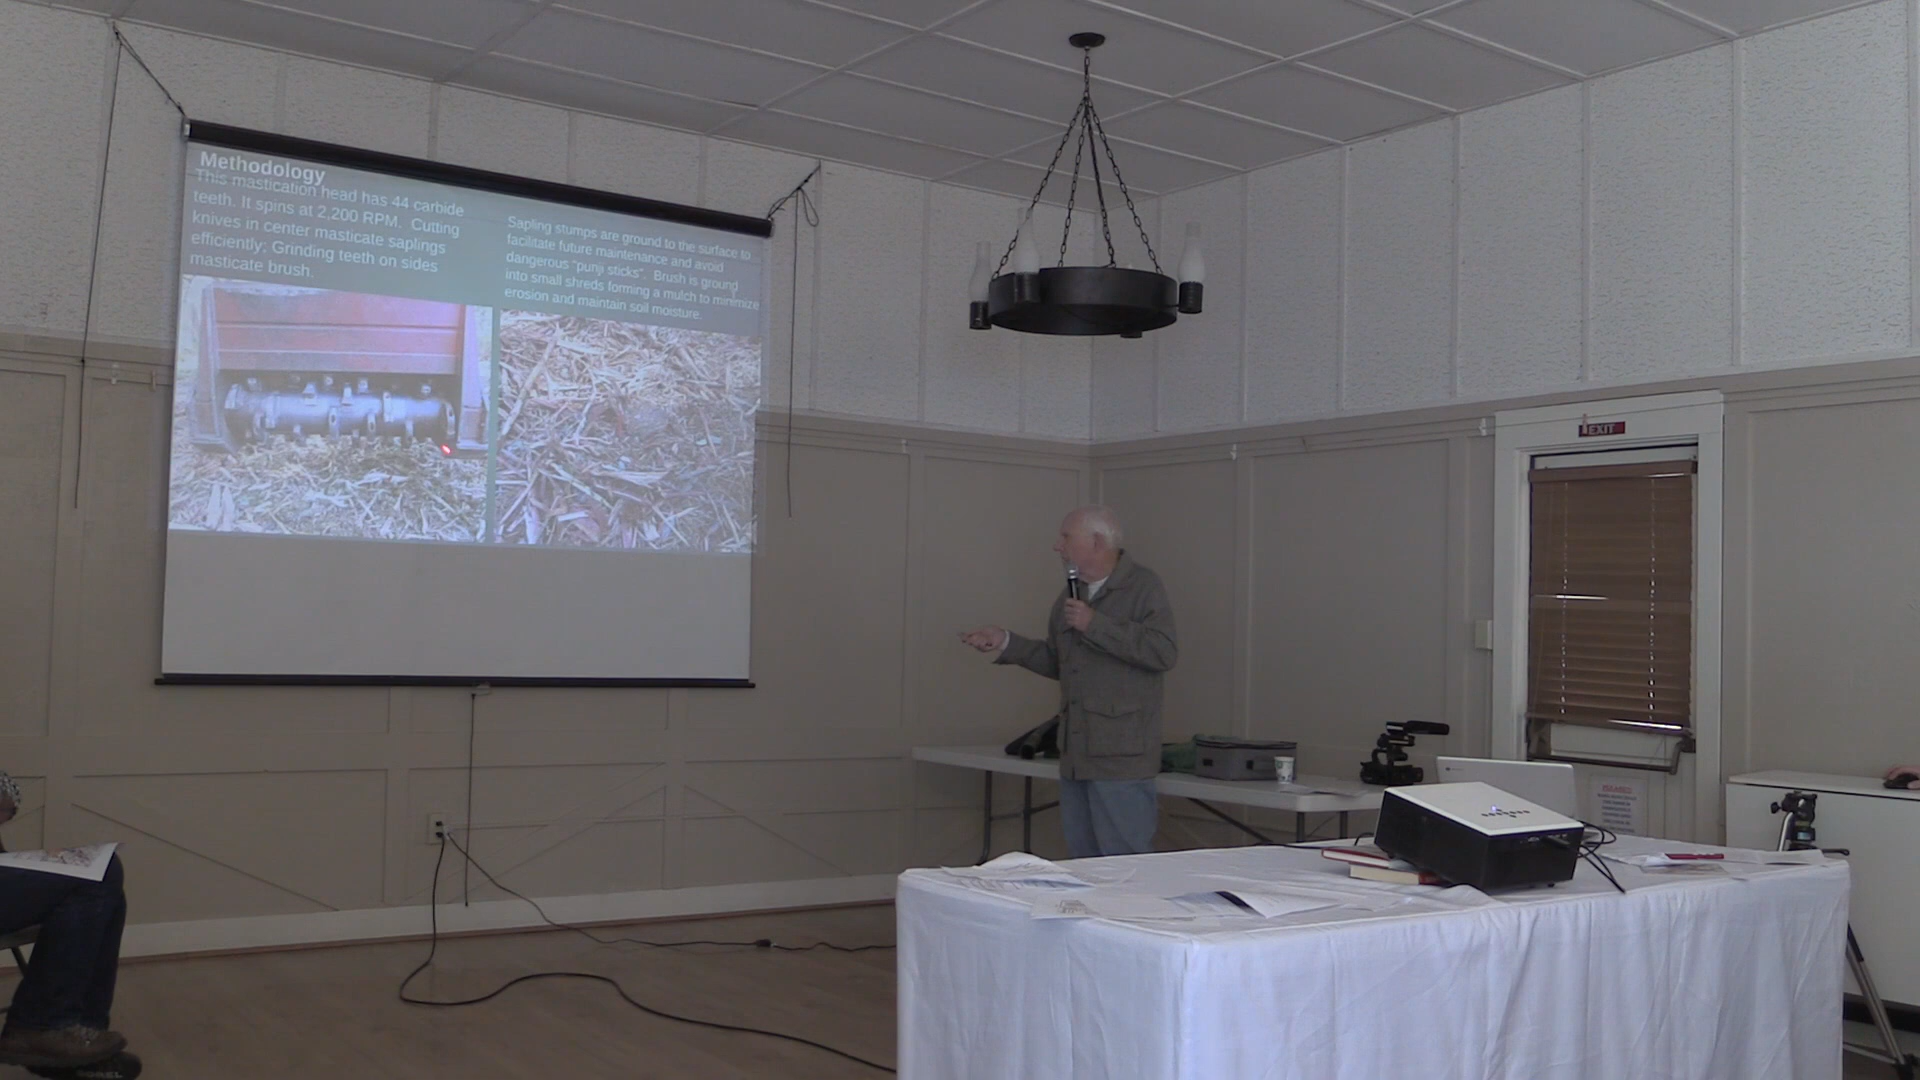 Methodology
This mastication head has 44 carbide
teeth. It spins at 2,200 RPM. Cutting
knives in center masticate saplings
efficiently; Grinding teeth on sides
masticate brush.
Sapling stumps are ground to the surface to
facilitate future maintenance and avoid
dangerous "punji sticks". Brush is ground
into small shreds forming a mulch to minimize
erosion and maintain soil moisture.
EXIT
SOREL